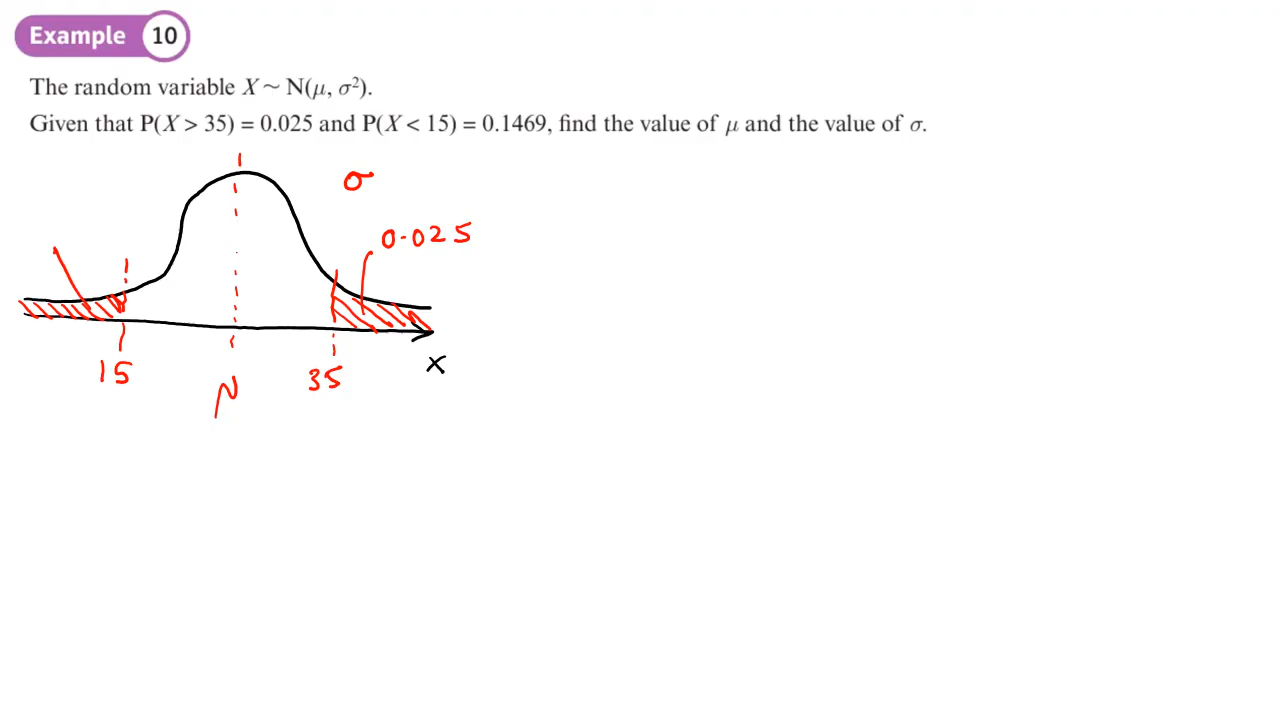 Example 10
The random variable X ~ N(μ, σ²).
Given that P(X > 35) = 0.025 and P(X < 15) = 0.1469, find the value of μ and the value of σ.
σ
0.025
15
μ
35
x